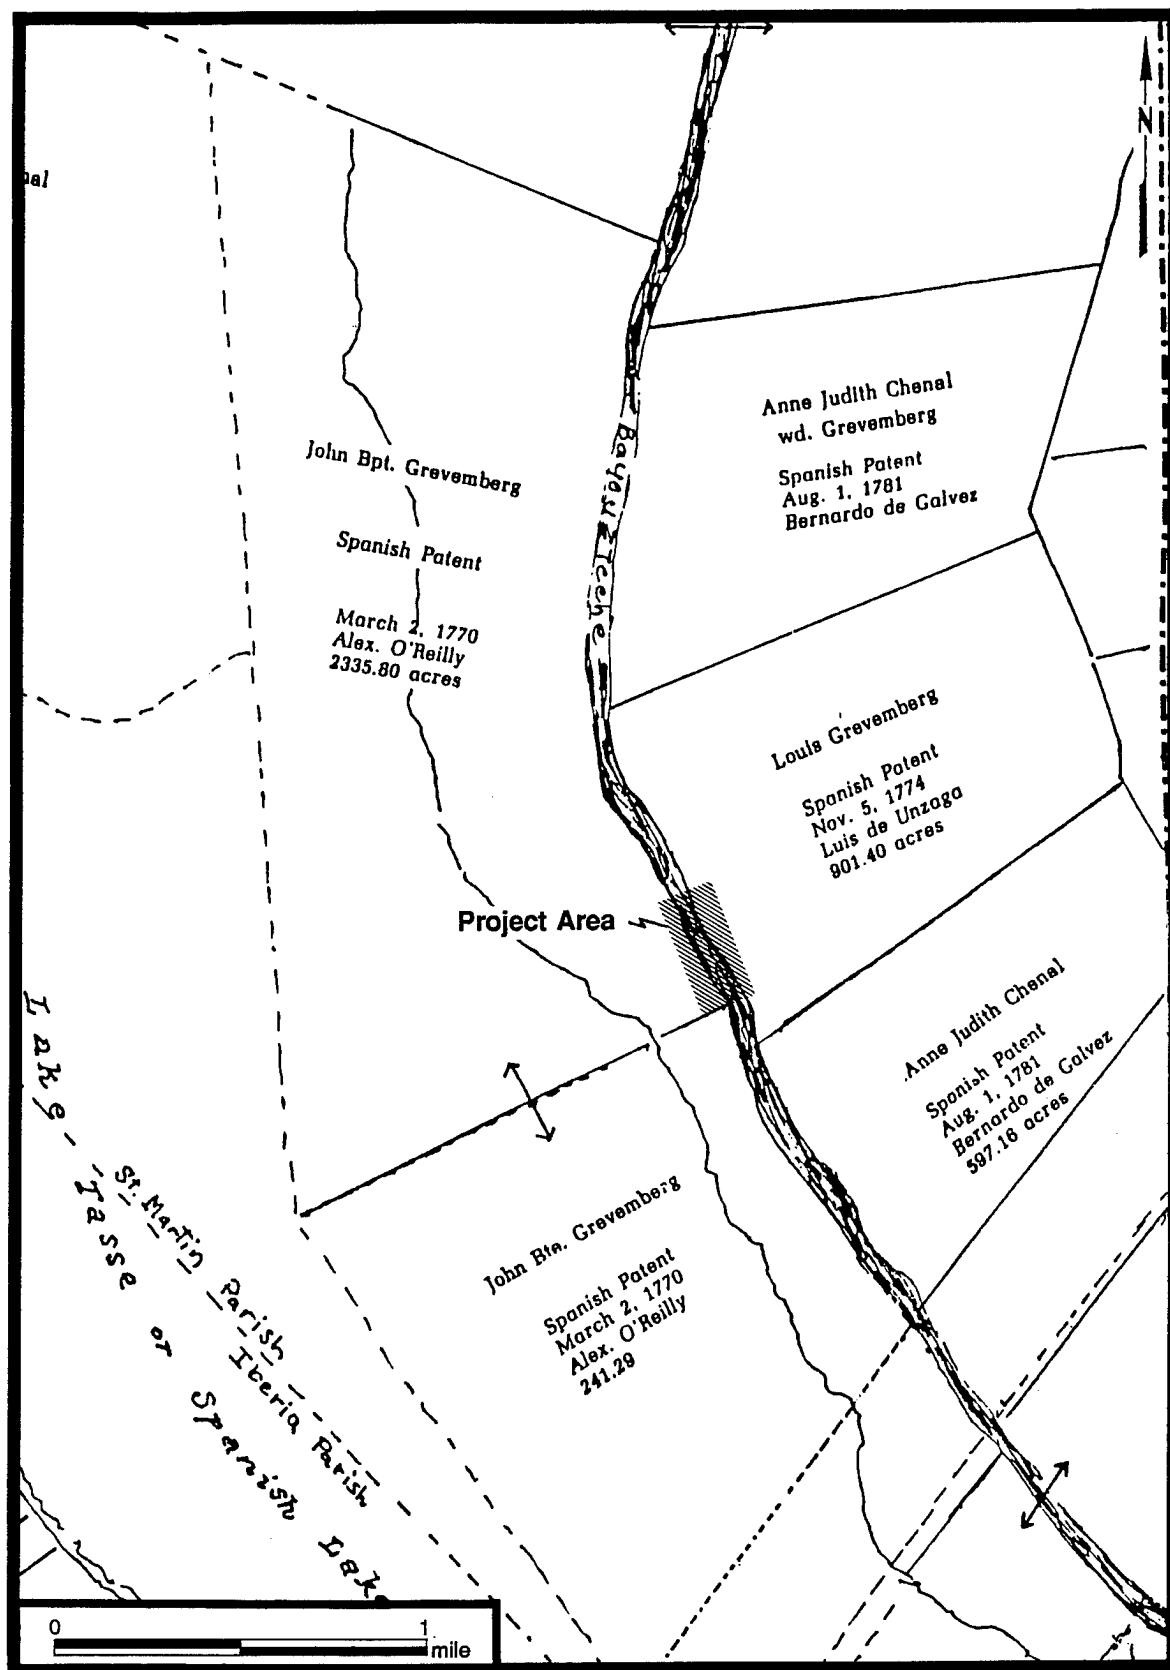 N
Anne Judith Chenal
wd. Grevemberg
Spanish Patent
Aug. 1, 1781
Bernardo de Galvez
John Bpt. Grevemberg
Spanish Patent
March 2, 1770
Alex. O'Reilly
2335.80 acres
Bayou Teche
Louis Grevemberg
Spanish Patent
Nov. 5, 1774
Luis de Unzaga
901.40 acres
Project Area
Anne Judith Chenal
Spanish Patent
Aug. 1, 1781
Bernardo de Galvez
597.16 acres
John Bte. Grevemberg
Spanish Patent
March 2, 1770
Alex. O'Reilly
241.29
Lake Tasse or Spanish Lake
St. Martin Parish
Iberia Parish
0 1
mile